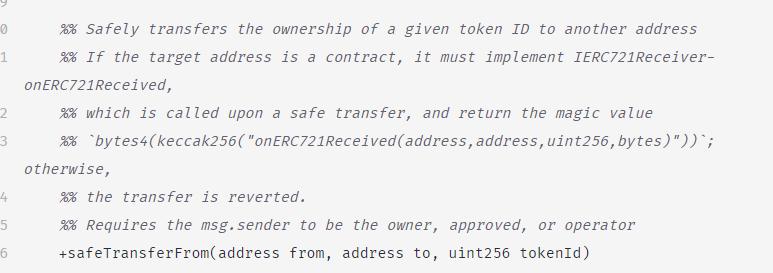 9
0 %% Safely transfers the ownership of a given token ID to another address
1 %% If the target address is a contract, it must implement IERC721Receiver-
onERC721Received,
2 %% which is called upon a safe transfer, and return the magic value
3 %% `bytes4(keccak256("onERC721Received(address,address,uint256,bytes)"))`;
otherwise,
4 %% the transfer is reverted.
5 %% Requires the msg.sender to be the owner, approved, or operator
6 +safeTransferFrom(address from, address to, uint256 tokenId)